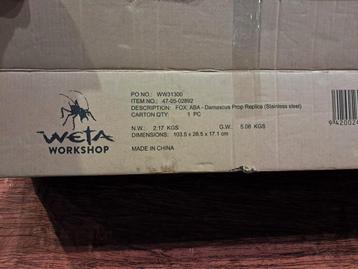 PO NO.: WW31300
ITEM NO.: 47-05-02892
DESCRIPTION: FOX: ABA - Damascus Prop Replica (Stainless steel)
CARTON QTY: 1 PC
N.W.: 2.17 KGS G.W.: 5.08 KGS
DIMENSIONS: 103.5 x 28.5 x 17.1 cm
MADE IN CHINA
WETA
WORKSHOP